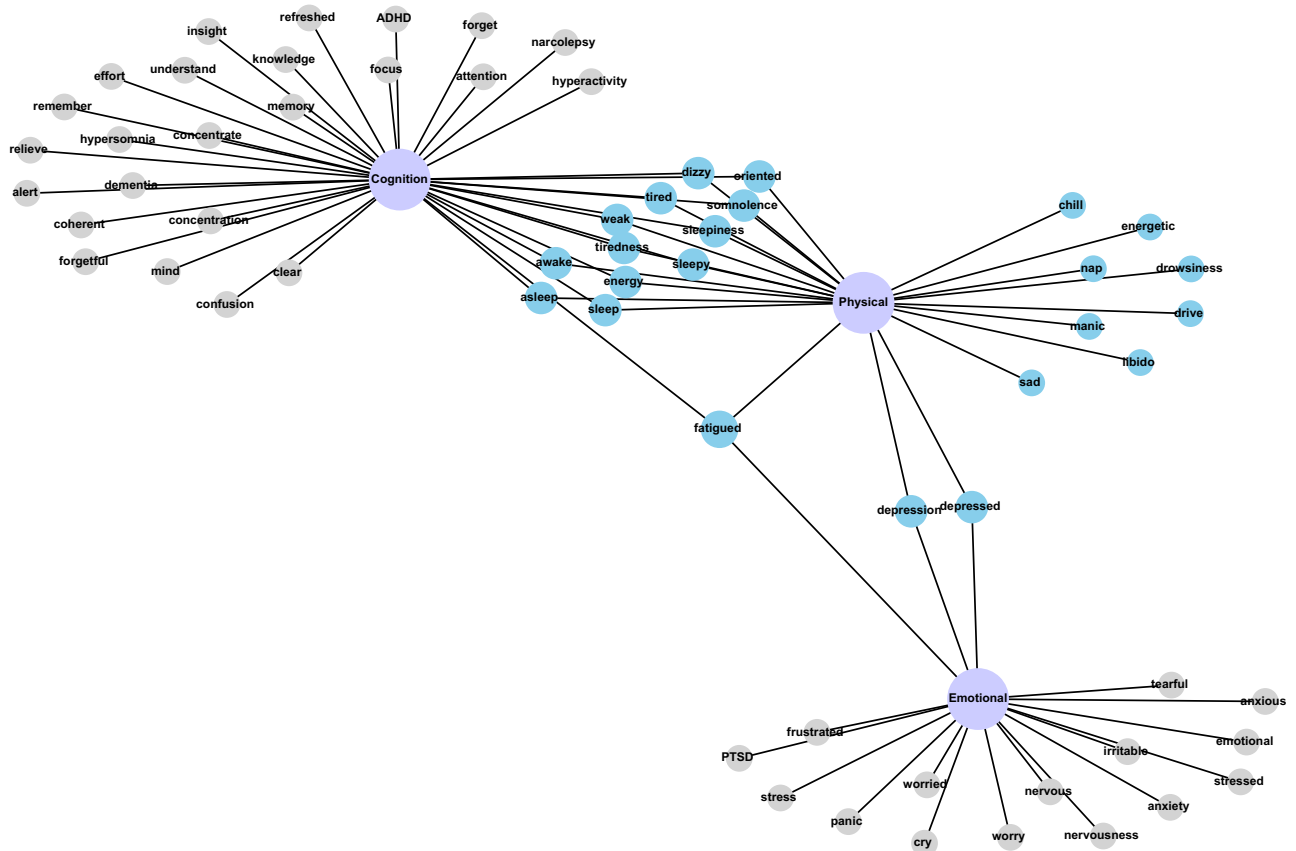 refreshed
ADHD
forget
insight
narcolepsy
knowledge
understand
focus
attention
effort
hyperactivity
remember
memory
hypersomnia
concentrate
relieve
Cognition
dizzy
oriented
alert
dementia
tired
somnolence
chill
coherent
concentration
weak
sleepiness
energetic
forgetful
mind
clear
tiredness
awake
sleepy
nap
drowsiness
confusion
energy
asleep
sleep
Physical
drive
manic
libido
sad
fatigued
depression
depressed
Emotional
tearful
anxious
frustrated
emotional
PTSD
irritable
stress
worried
nervous
stressed
panic
anxiety
cry
worry
nervousness